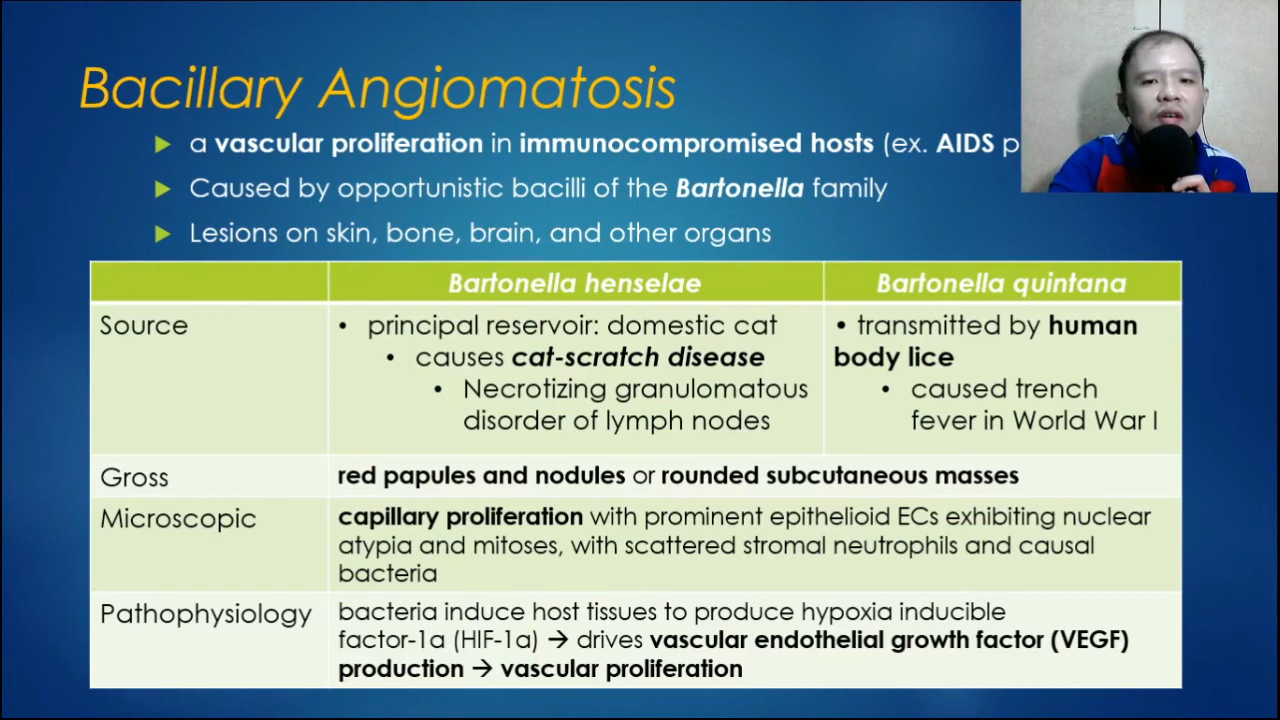 Bacillary Angiomatosis
▶ a vascular proliferation in immunocompromised hosts (ex. AIDS p
▶ Caused by opportunistic bacilli of the Bartonella family
▶ Lesions on skin, bone, brain, and other organs
Bartonella henselae
Bartonella quintana
Source
• principal reservoir: domestic cat
• causes cat-scratch disease
• Necrotizing granulomatous
disorder of lymph nodes
• transmitted by human
body lice
• caused trench
fever in World War I
Gross
red papules and nodules or rounded subcutaneous masses
Microscopic
capillary proliferation with prominent epithelioid ECs exhibiting nuclear
atypia and mitoses, with scattered stromal neutrophils and causal
bacteria
Pathophysiology
bacteria induce host tissues to produce hypoxia inducible
factor-1a (HIF-1a) → drives vascular endothelial growth factor (VEGF)
production → vascular proliferation